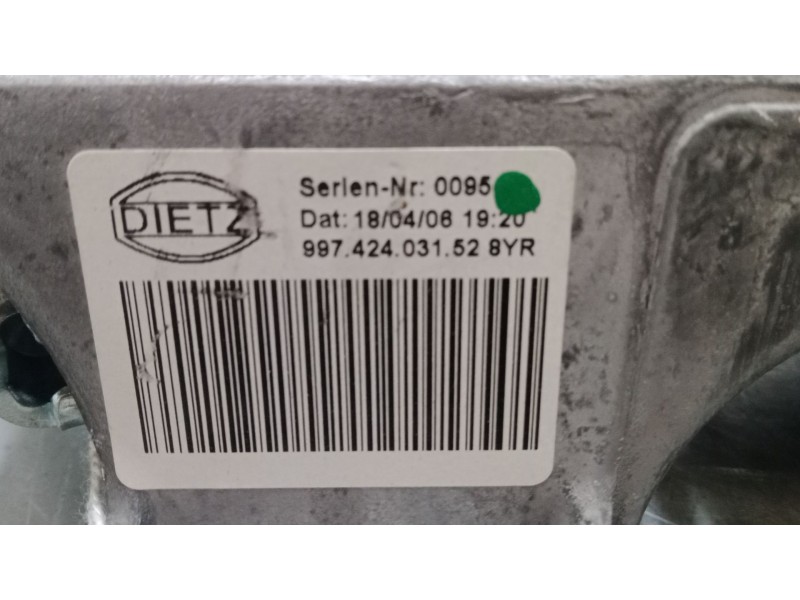 DIETZ
Serien-Nr: 0095
Dat: 18/04/06 19:20
997.424.031.52 8YR